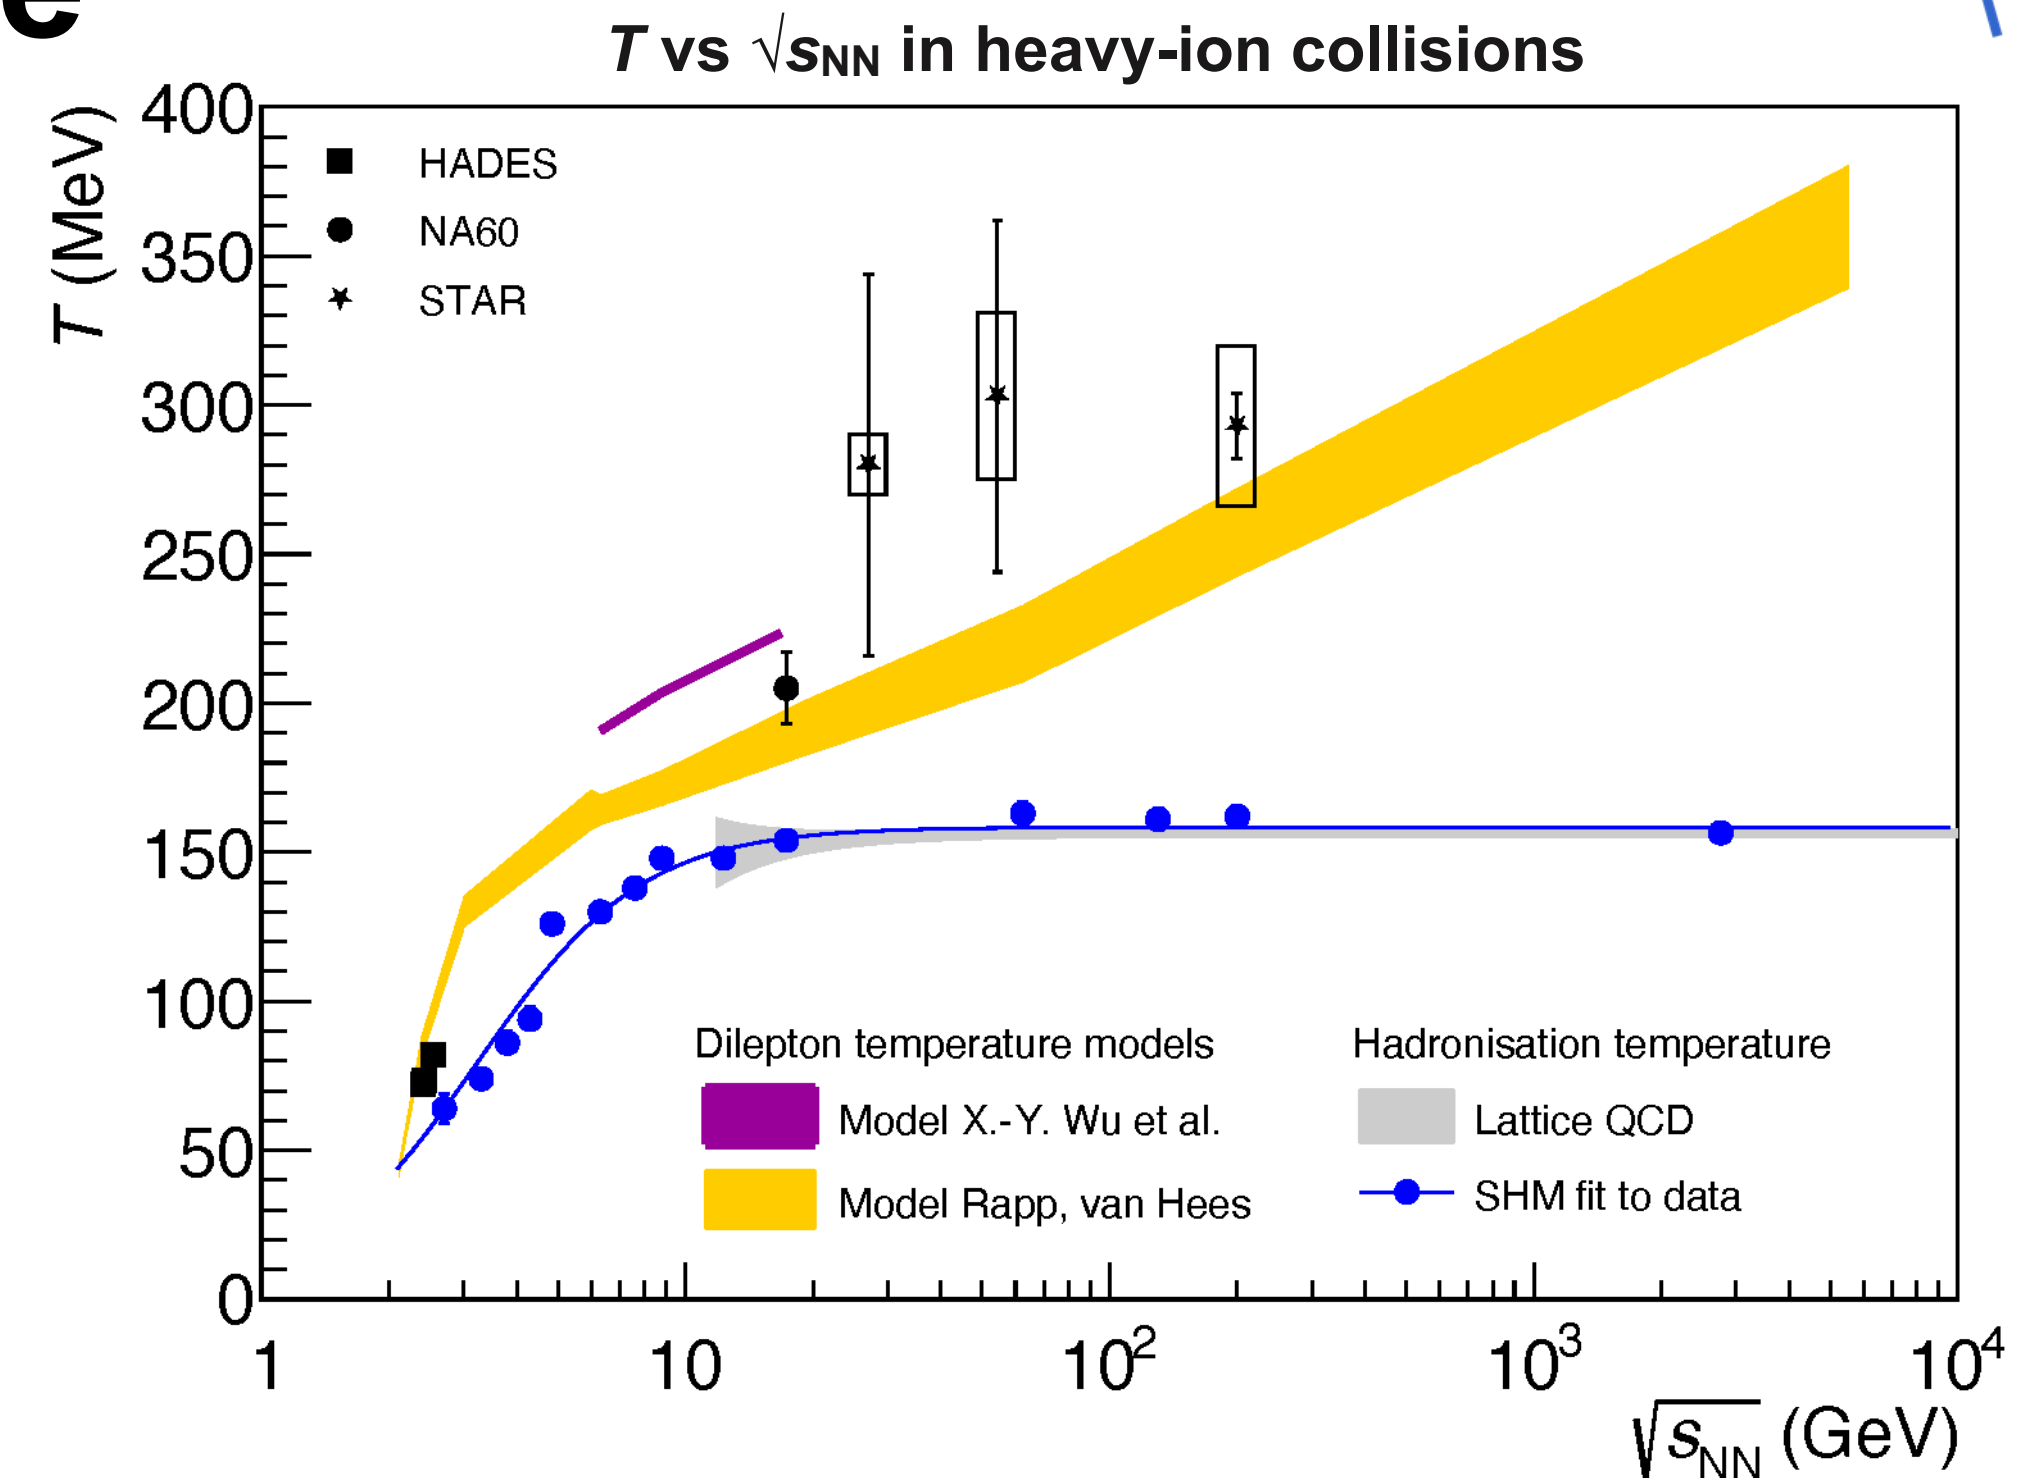 e
T vs √sNN in heavy-ion collisions
T (MeV)
400
350
300
250
200
150
100
50
0
HADES
NA60
STAR
Dilepton temperature models
Model X.-Y. Wu et al.
Model Rapp, van Hees
Hadronisation temperature
Lattice QCD
SHM fit to data
1 10 10² 10³ 10⁴
√sNN (GeV)